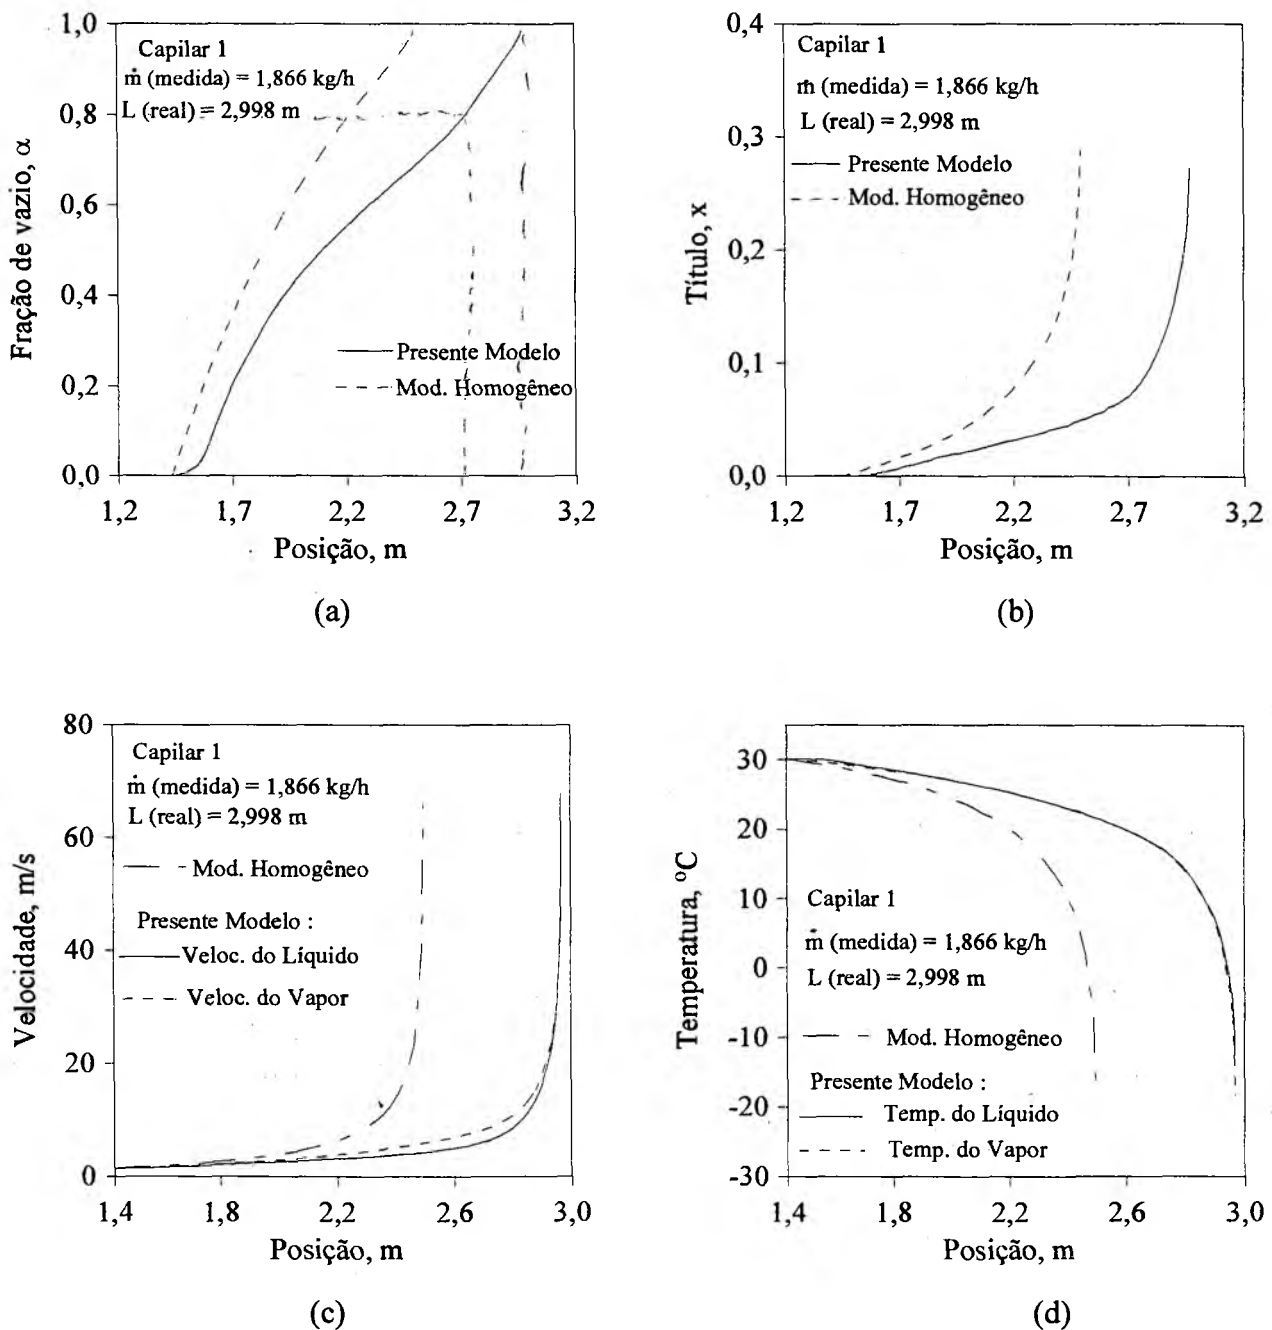 1,0
0,8
0,6
0,4
0,2
0,0
Fração de vazio, α
Capilar 1
ṁ (medida) = 1,866 kg/h
L (real) = 2,998 m
Presente Modelo
Mod. Homogêneo
1,2 1,7 2,2 2,7 3,2
Posição, m
(a)
0,4
0,3
0,2
0,1
0,0
Título, x
Capilar 1
ṁ (medida) = 1,866 kg/h
L (real) = 2,998 m
Presente Modelo
Mod. Homogêneo
1,2 1,7 2,2 2,7 3,2
Posição, m
(b)
80
60
40
20
0
Velocidade, m/s
Capilar 1
ṁ (medida) = 1,866 kg/h
L (real) = 2,998 m
Mod. Homogêneo
Presente Modelo :
Veloc. do Líquido
Veloc. do Vapor
1,4 1,8 2,2 2,6 3,0
Posição, m
(c)
30
20
10
0
-10
-20
-30
Temperatura, ºC
Capilar 1
ṁ (medida) = 1,866 kg/h
L (real) = 2,998 m
Mod. Homogêneo
Presente Modelo :
Temp. do Líquido
Temp. do Vapor
1,4 1,8 2,2 2,6 3,0
Posição, m
(d)